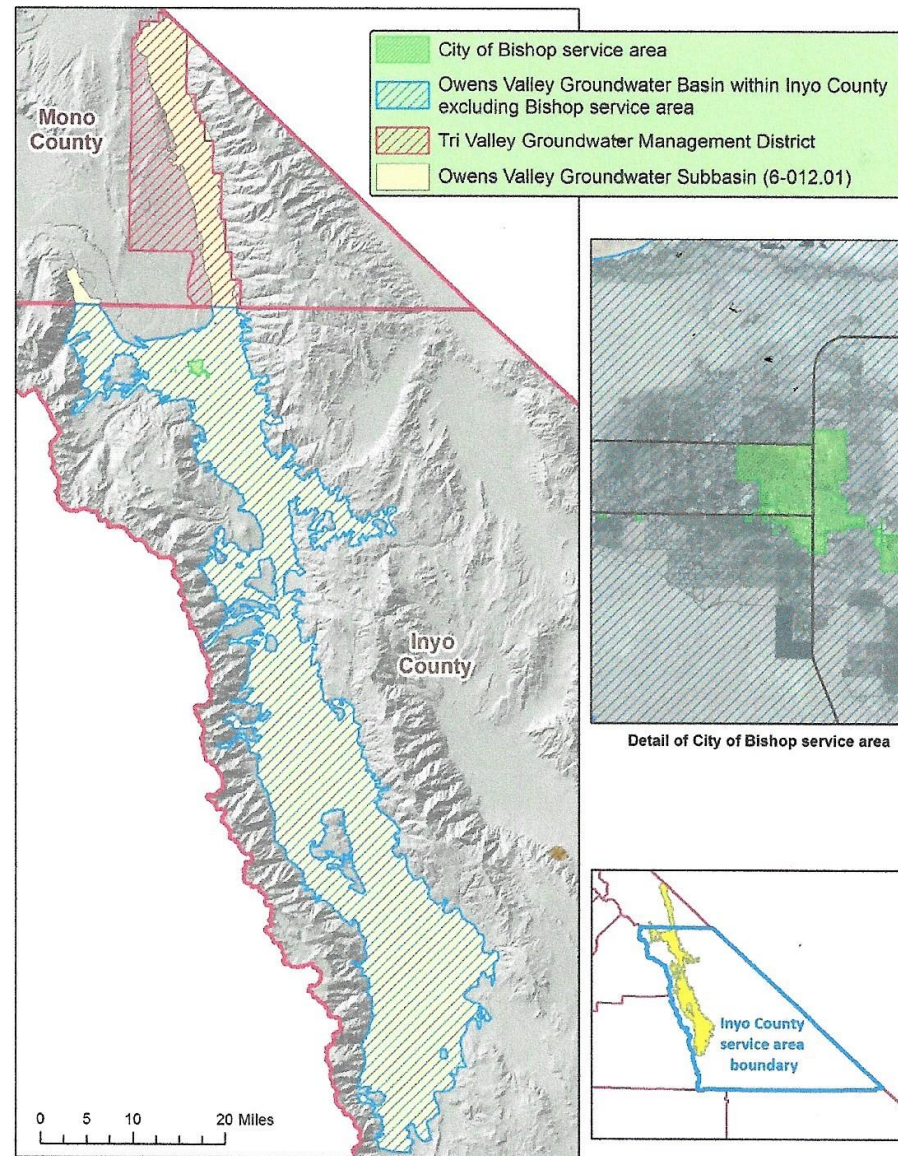 City of Bishop service area
Owens Valley Groundwater Basin within Inyo County
excluding Bishop service area
Tri Valley Groundwater Management District
Owens Valley Groundwater Subbasin (6-012.01)
Mono
County
Inyo
County
Detail of City of Bishop service area
Inyo County
service area
boundary
0 5 10 20 Miles